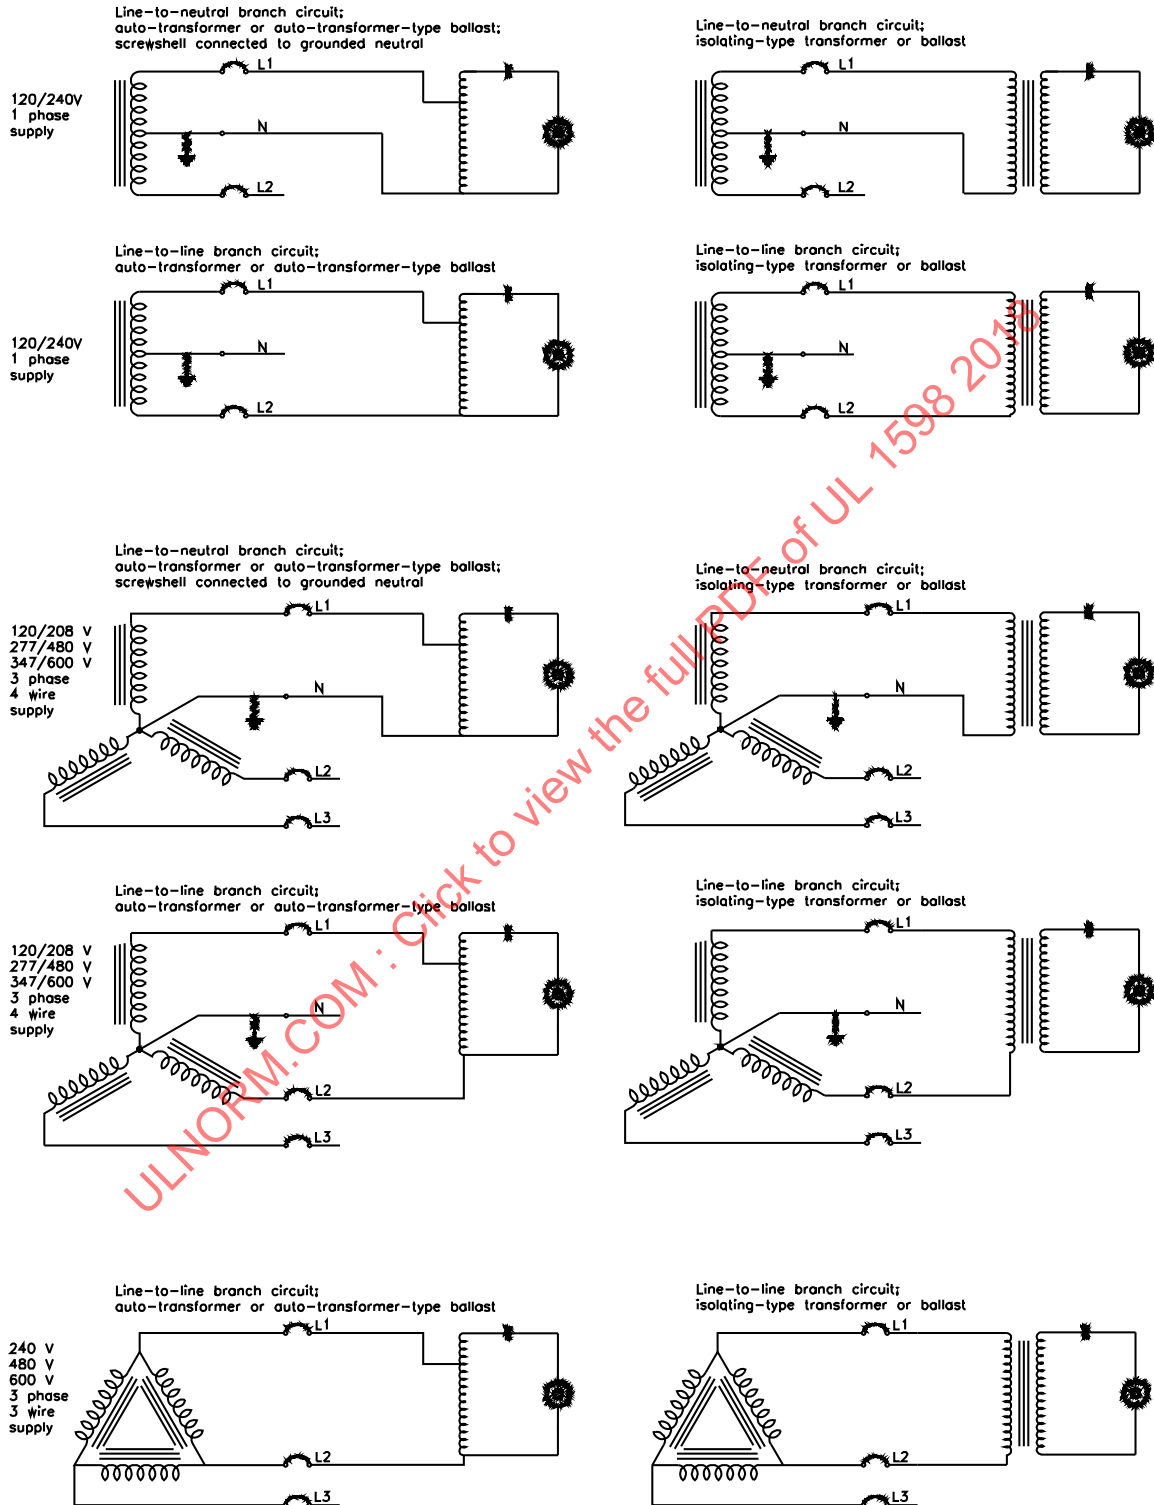 Line-to-neutral branch circuit;
auto-transformer or auto-transformer-type ballast;
screwshell connected to grounded neutral
L1
120/240V
1 phase
supply
N
L2
Line-to-neutral branch circuit;
isolating-type transformer or ballast
L1
N
L2
Line-to-line branch circuit;
auto-transformer or auto-transformer-type ballast
L1
120/240V
1 phase
supply
N
L2
Line-to-line branch circuit;
isolating-type transformer or ballast
L1
N
L2
Line-to-neutral branch circuit;
auto-transformer or auto-transformer-type ballast;
screwshell connected to grounded neutral
L1
120/208 V
277/480 V
347/600 V
3 phase
4 wire
supply
N
L2
L3
Line-to-neutral branch circuit;
isolating-type transformer or ballast
L1
N
L2
L3
Line-to-line branch circuit;
auto-transformer or auto-transformer-type ballast
L1
120/208 V
277/480 V
347/600 V
3 phase
4 wire
supply
N
L2
L3
Line-to-line branch circuit;
isolating-type transformer or ballast
L1
N
L2
L3
Line-to-line branch circuit;
auto-transformer or auto-transformer-type ballast
L1
240 V
480 V
600 V
3 phase
3 wire
supply
L2
L3
Line-to-line branch circuit;
isolating-type transformer or ballast
L1
L2
L3
ULNORM.COM : Click to view the full PDF of UL 1598 2018